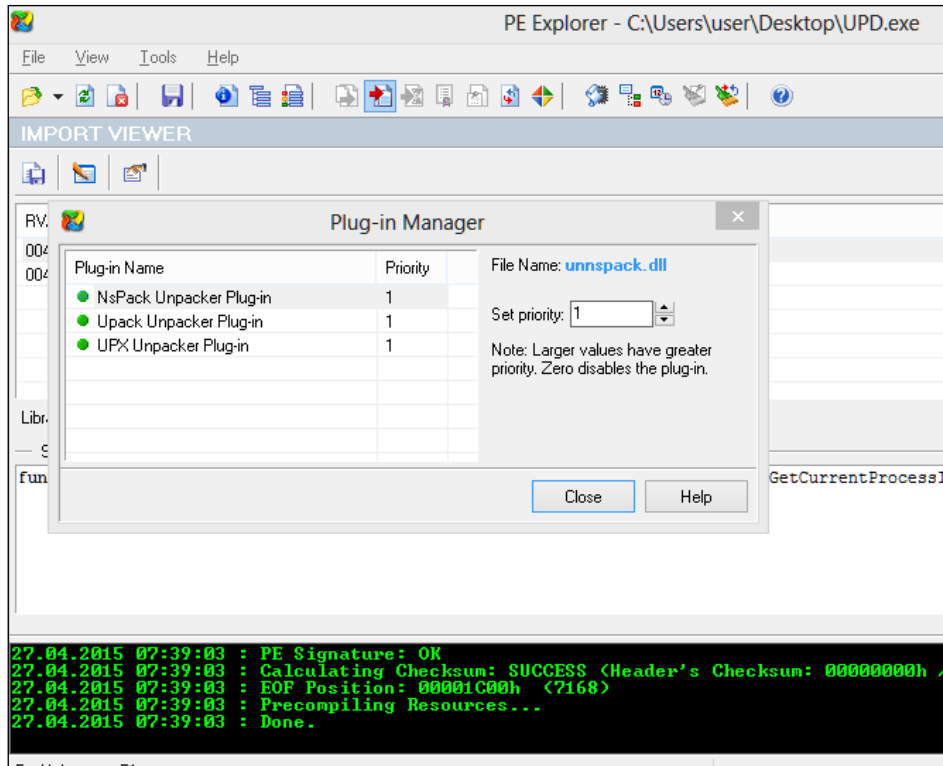 PE Explorer - C:\Users\user\Desktop\UPD.exe
File View Tools Help
IMPORT VIEWER
Plug-in Manager
Plug-in Name Priority
NsPack Unpacker Plug-in 1
Upack Unpacker Plug-in 1
UPX Unpacker Plug-in 1
File Name: unnspack.dll
Set priority: 1
Note: Larger values have greater
priority. Zero disables the plug-in.
Close Help
RV
004
004
Libr
S
fun GetCurrentProcessI
27.04.2015 07:39:03 : PE Signature: OK
27.04.2015 07:39:03 : Calculating Checksum: SUCCESS (Header's Checksum: 00000000h /
27.04.2015 07:39:03 : EOF Position: 00001C00h (7168)
27.04.2015 07:39:03 : Precompiling Resources...
27.04.2015 07:39:03 : Done.